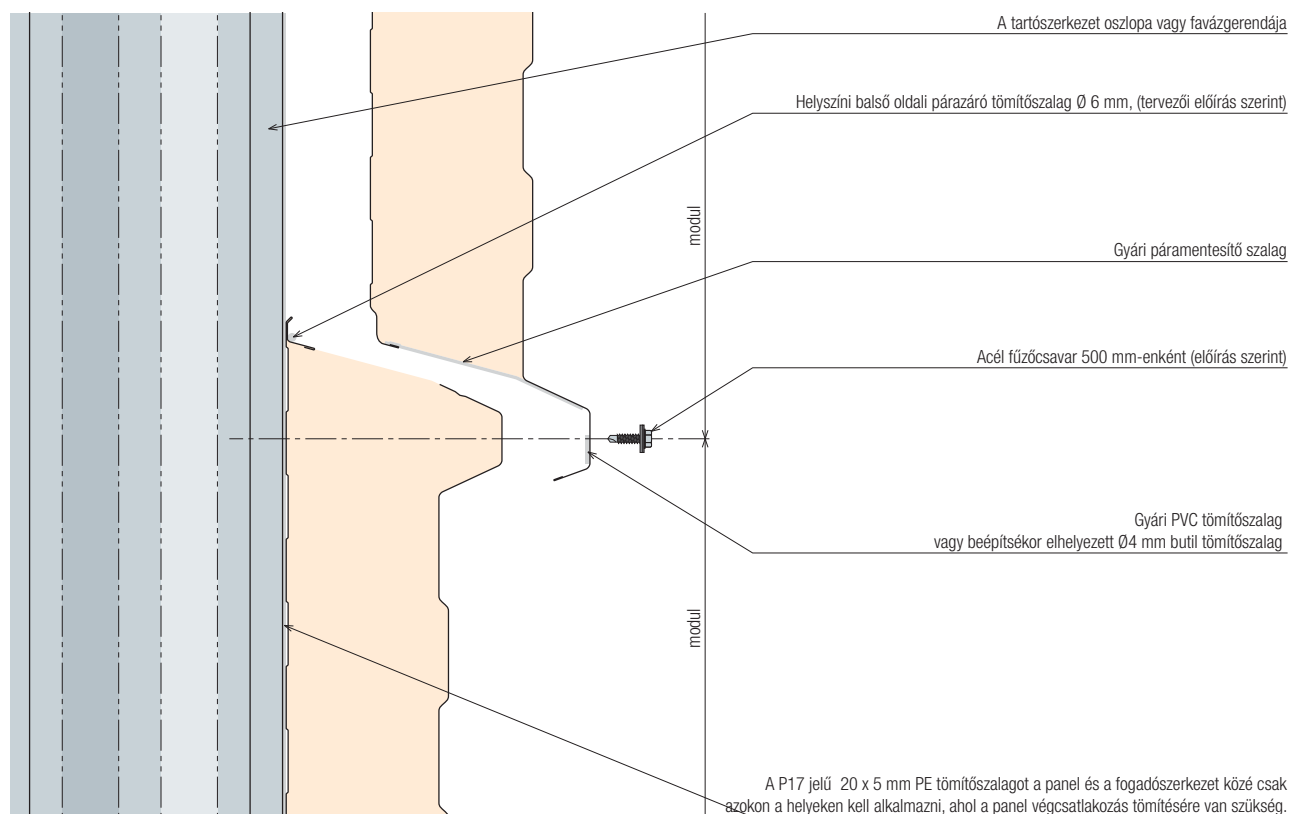 A tartószerkezet oszlopa vagy favázgerendája
Helyszíni balső oldali párazáró tömítőszalag Ø 6 mm, (tervezői előírás szerint)
modul
Gyári páramentesítő szalag
Acél fűzőcsavar 500 mm-enként (előírás szerint)
Gyári PVC tömítőszalag
vagy beépítsékor elhelyezett Ø4 mm butil tömítőszalag
modul
A P17 jelű 20 x 5 mm PE tömítőszalagot a panel és a fogadószerkezet közé csak
azokon a helyeken kell alkalmazni, ahol a panel végcsatlakozás tömítésére van szükség.